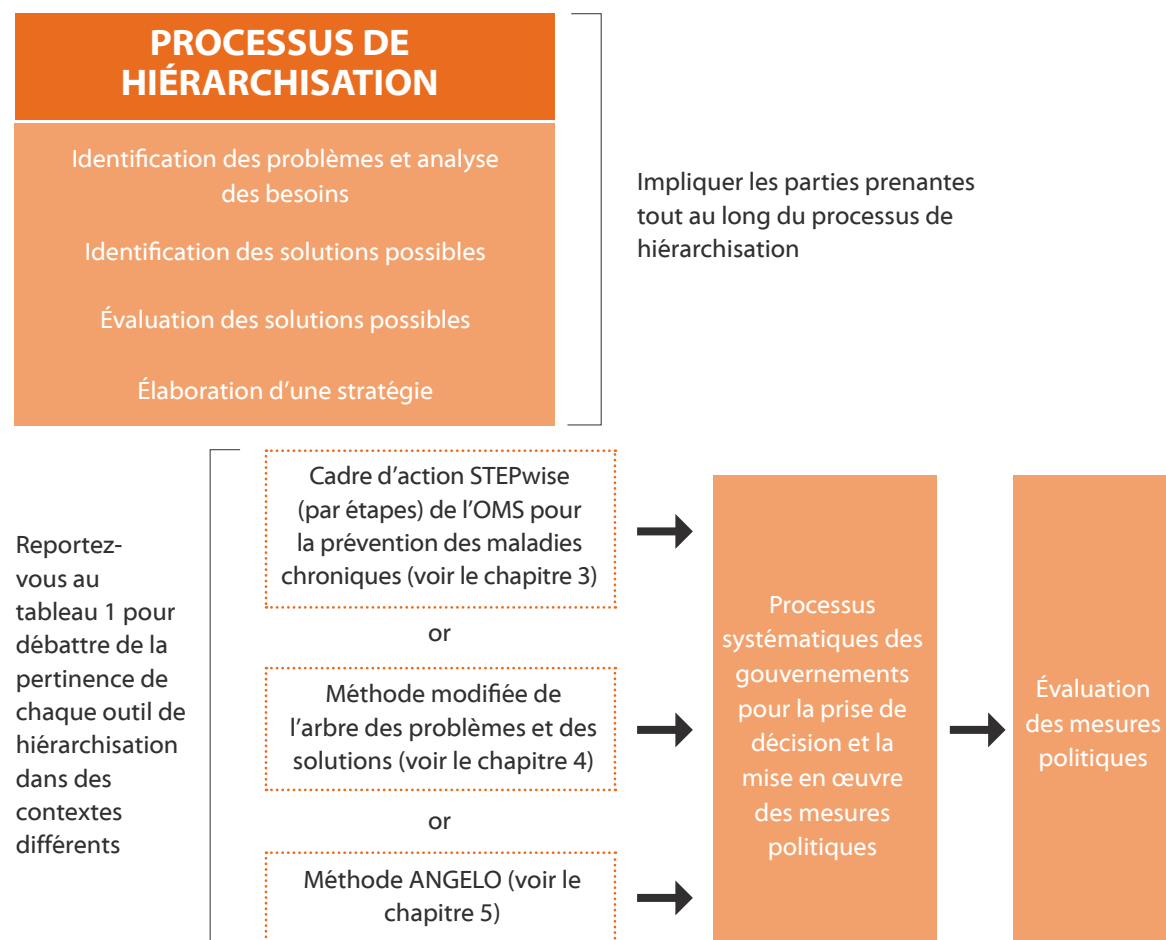 PROCESSUS DE
HIÉRARCHISATION
Identification des problèmes et analyse
des besoins
Identification des solutions possibles
Évaluation des solutions possibles
Élaboration d’une stratégie
Impliquer les parties prenantes
tout au long du processus de
hiérarchisation
Reportez-
vous au
tableau 1 pour
débattre de la
pertinence de
chaque outil de
hiérarchisation
dans des
contextes
différents
Cadre d’action STEPwise
(par étapes) de l’OMS pour
la prévention des maladies
chroniques (voir le chapitre 3)
or
Méthode modifiée de
l’arbre des problèmes et des
solutions (voir le chapitre 4)
or
Méthode ANGELO (voir le
chapitre 5)
Processus
systématiques des
gouvernements
pour la prise de
décision et la
mise en œuvre
des mesures
politiques
Évaluation
des mesures
politiques